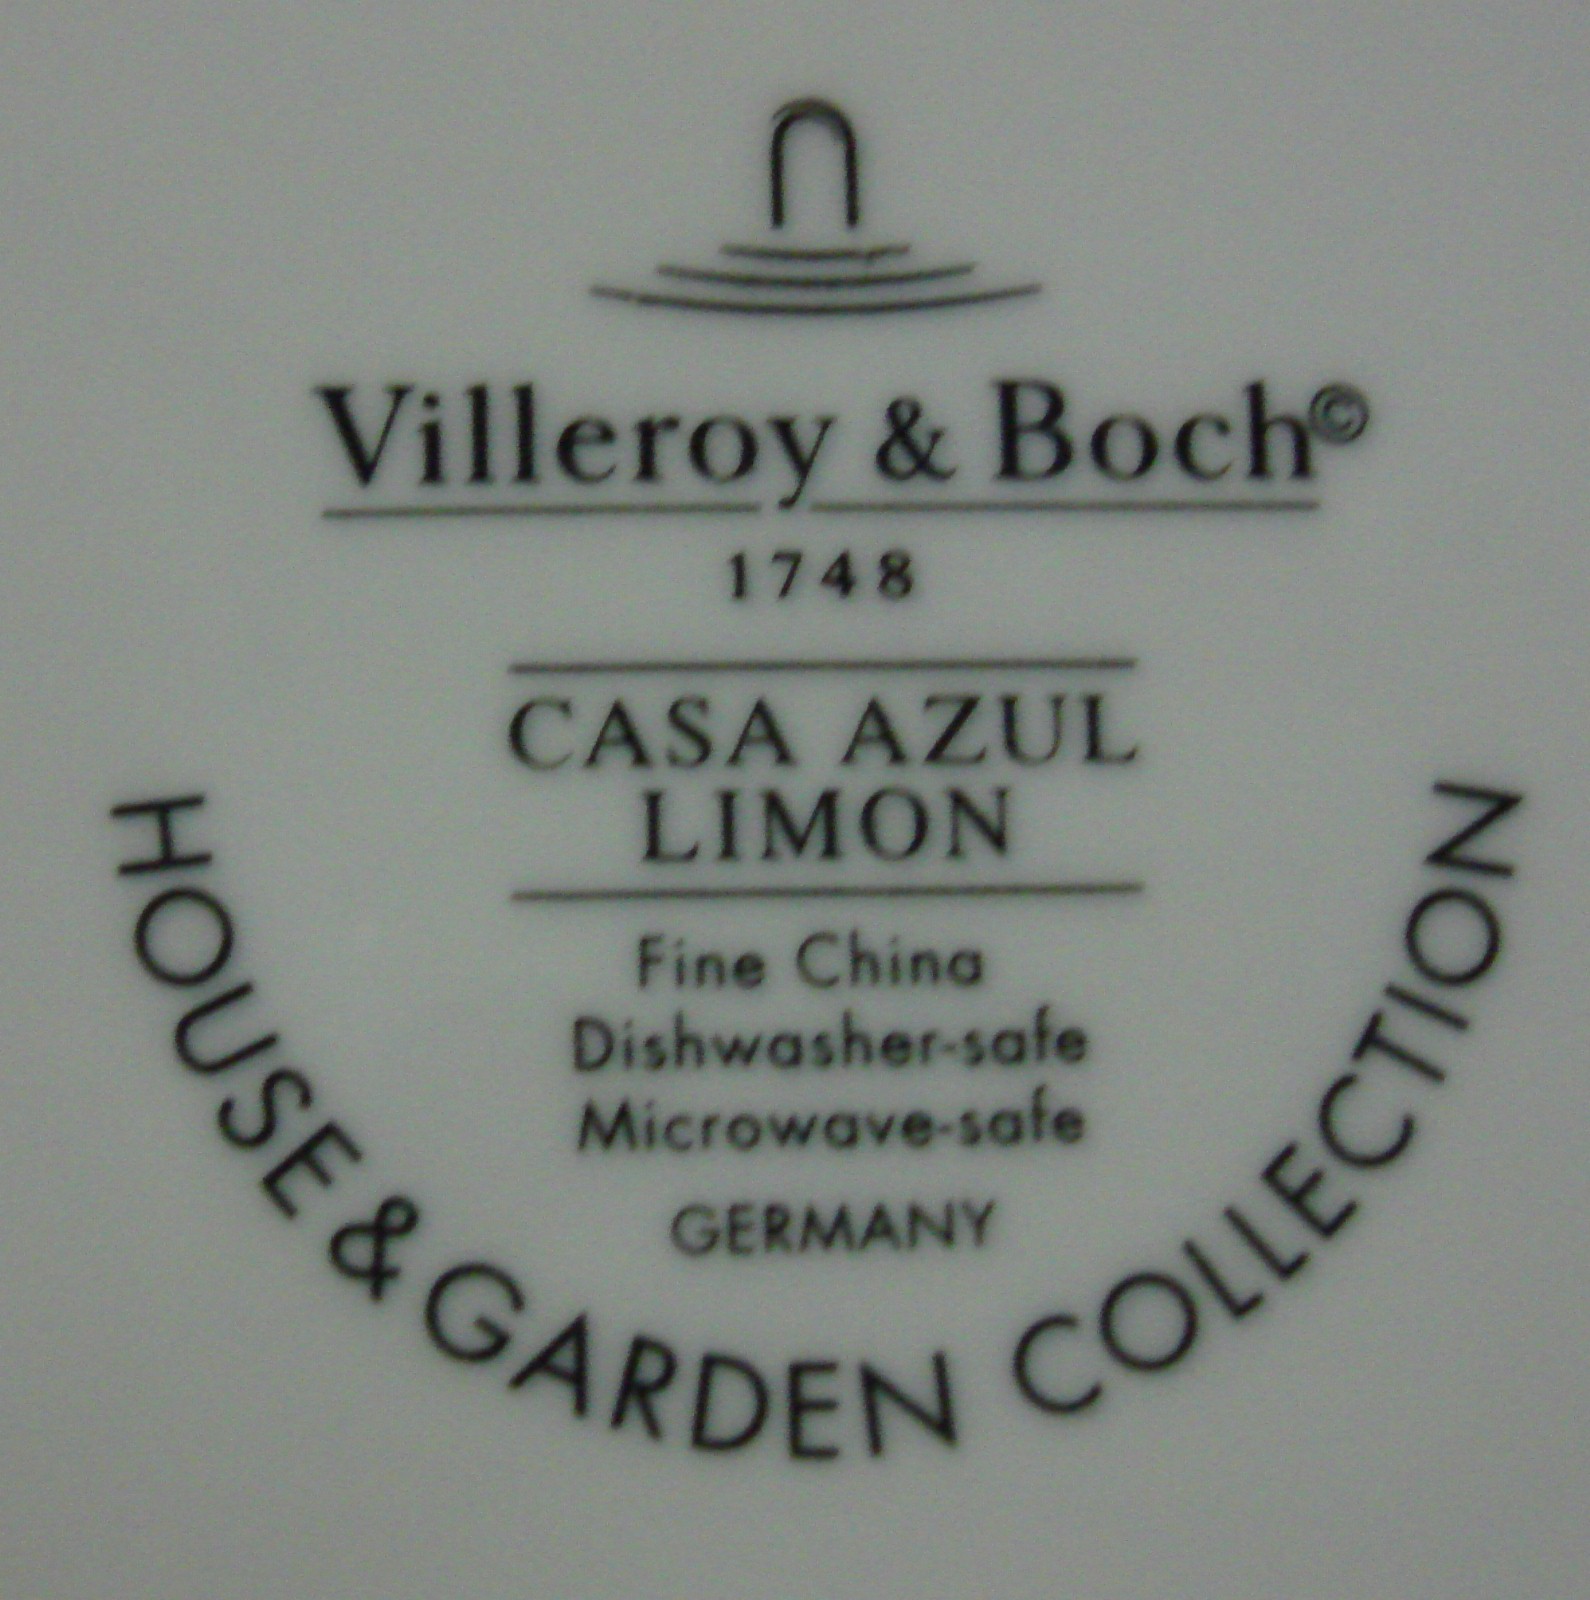 Villeroy & Boch©
1748
CASA AZUL
LIMON
Fine China
Dishwasher-safe
Microwave-safe
GERMANY
HOUSE & GARDEN COLLECTION